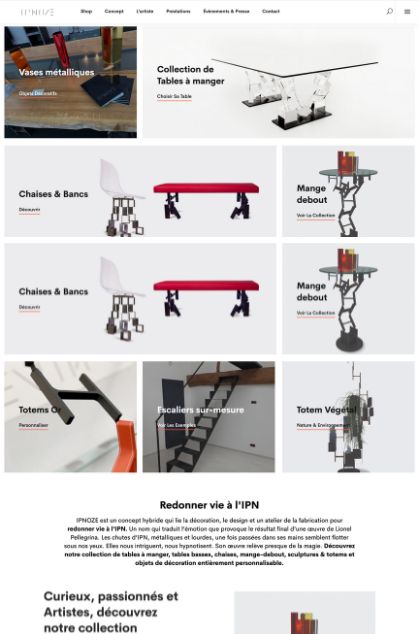 IPNOZE
Shop Concept L'artiste Prestations Evènements & Presse Contact
Vases métalliques
Objets Décoratifs
Collection de
Tables à manger
Choisir Sa Table
Chaises & Bancs
Découvrir
Mange
debout
Voir La Collection
Chaises & Bancs
Découvrir
Mange
debout
Voir La Collection
Totems Or
Personnaliser
Escaliers sur-mesure
Voir Les Exemples
Totem Végétal
Nature & Environnement
Redonner vie à l'IPN
IPNOZE est un concept hybride qui lie la décoration, le design et un atelier de la fabrication pour
redonner vie à l'IPN. Un nom qui traduit l'émotion que provoque le résultat final d'une œuvre de Lionel
Pellegrina. Les chutes d'IPN, métalliques et lourdes, une fois passées dans ses mains semblent flotter
sous nos yeux. Elles nous intriguent, nous hypnotisent. Son œuvre relève presque de la magie. Découvrez
notre collection de tables à manger, tables basses, chaises, mange-debout, sculptures & totems et
objets de décoration entièrement personnalisable.
Curieux, passionnés et
Artistes, découvrez
notre collection